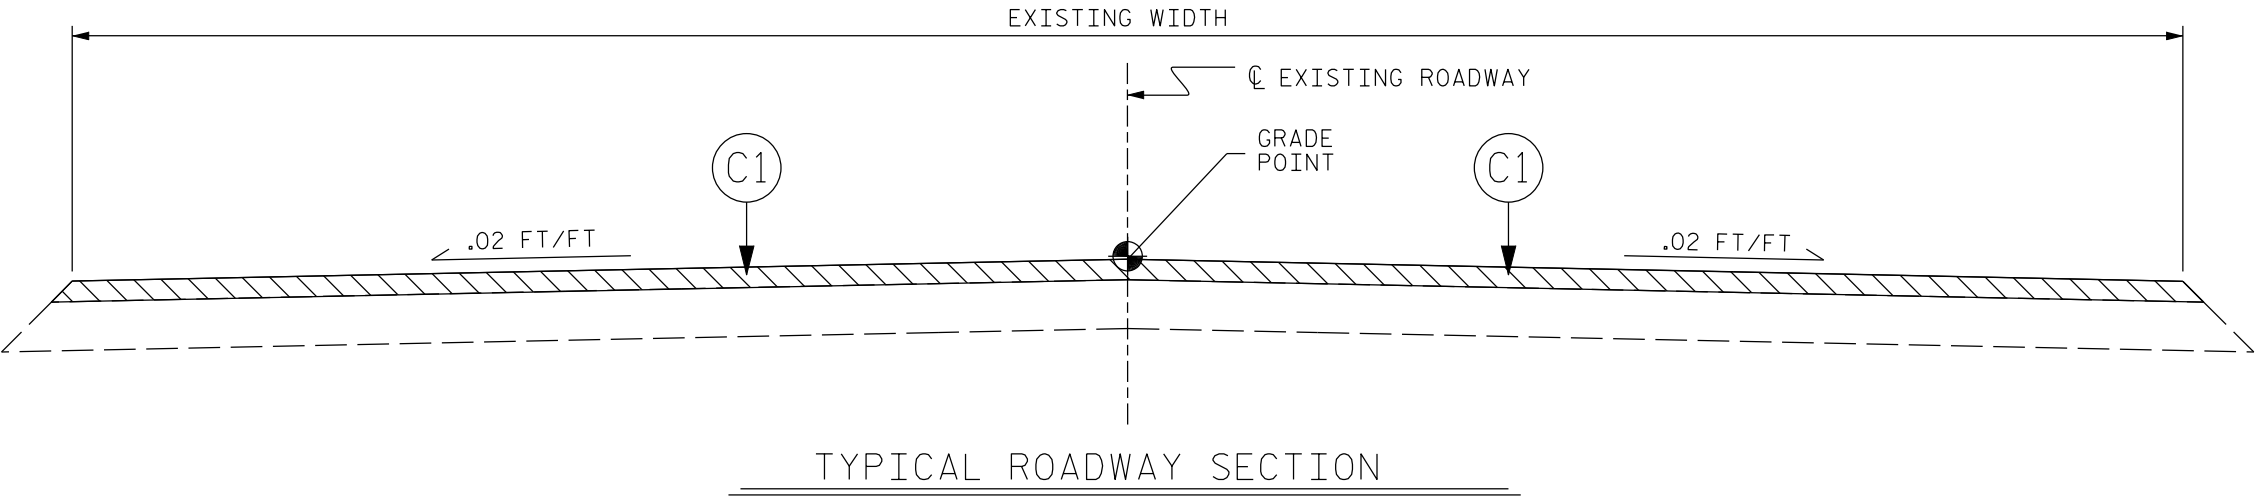 EXISTING WIDTH
℄ EXISTING ROADWAY
GRADE
POINT
C1
C1
.02 FT/FT
.02 FT/FT
TYPICAL ROADWAY SECTION